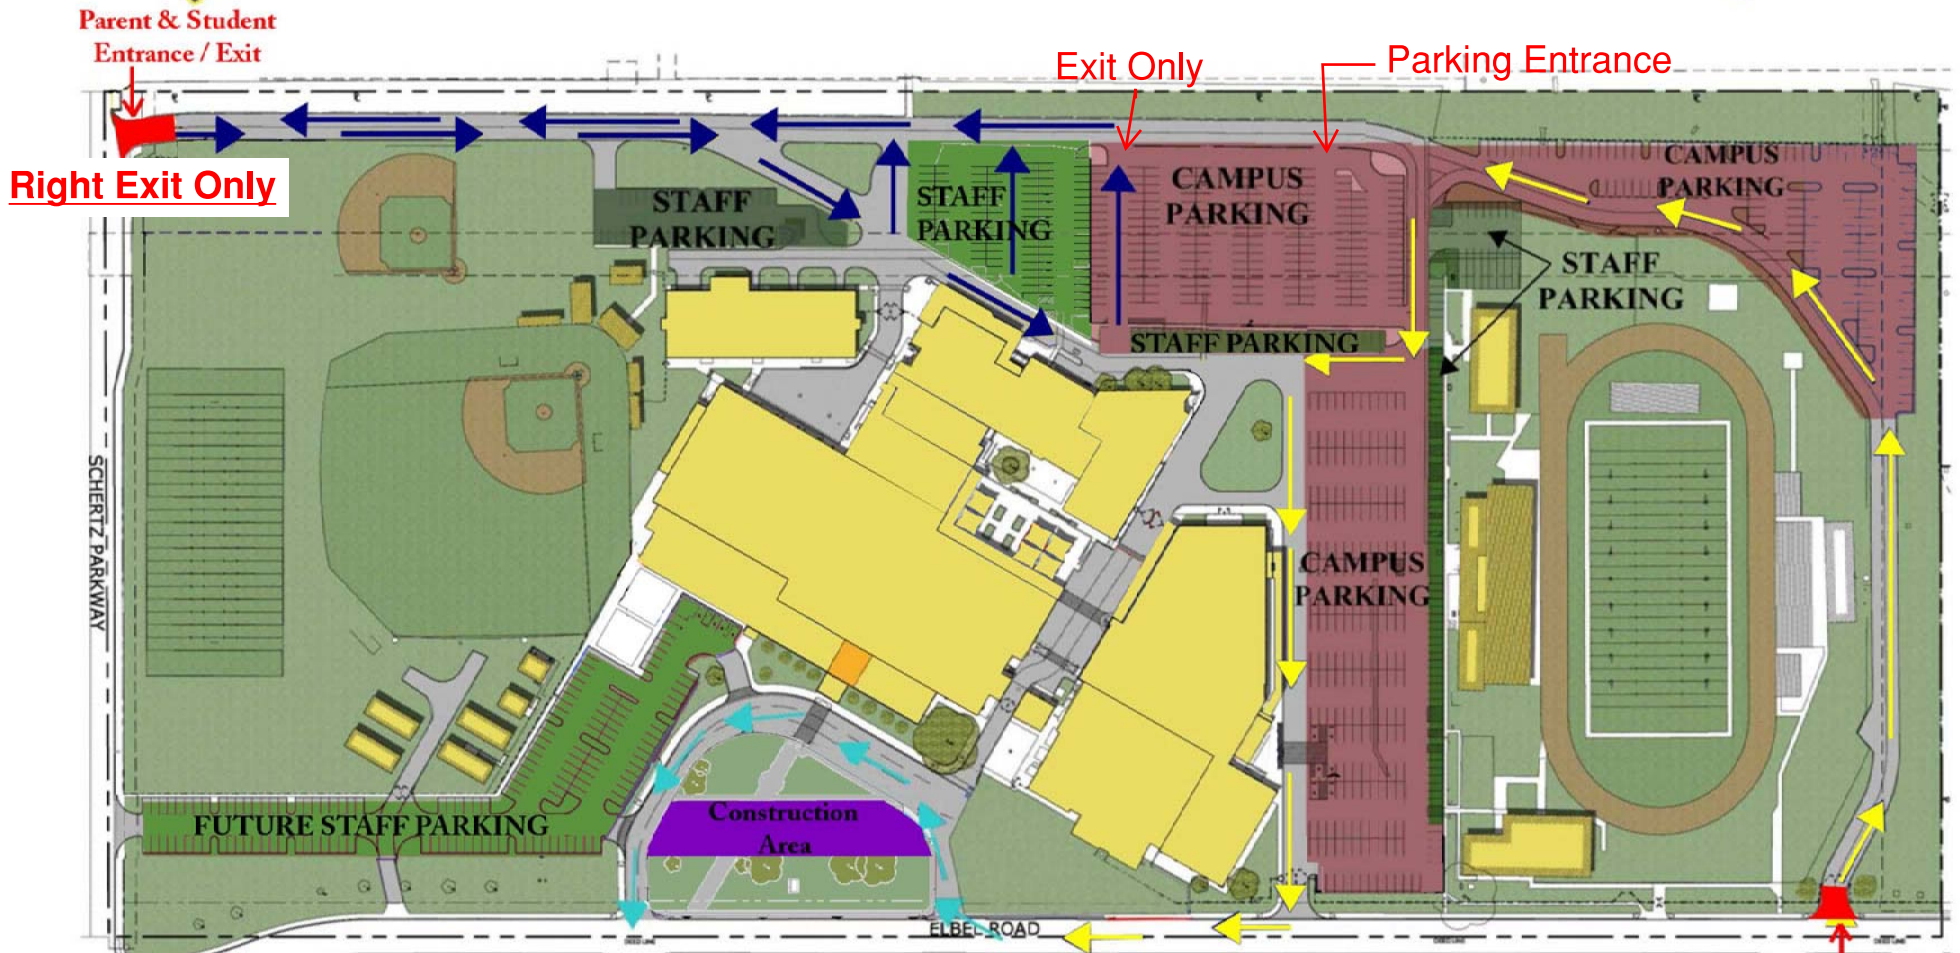 Parent & Student
Entrance / Exit
Exit Only
Parking Entrance
Right Exit Only
STAFF
PARKING
STAFF
PARKING
CAMPUS
PARKING
CAMPUS
PARKING
STAFF
PARKING
STAFF PARKING
SCHERTZ PARKWAY
CAMPUS
PARKING
FUTURE STAFF PARKING
Construction
Area
ELBEL ROAD